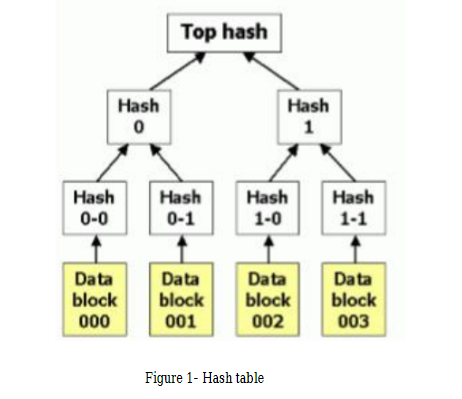 Top hash
Hash Hash
0 1
Hash Hash Hash Hash
0-0 0-1 1-0 1-1
Data Data Data Data
block block block block
000 001 002 003
Figure 1- Hash table